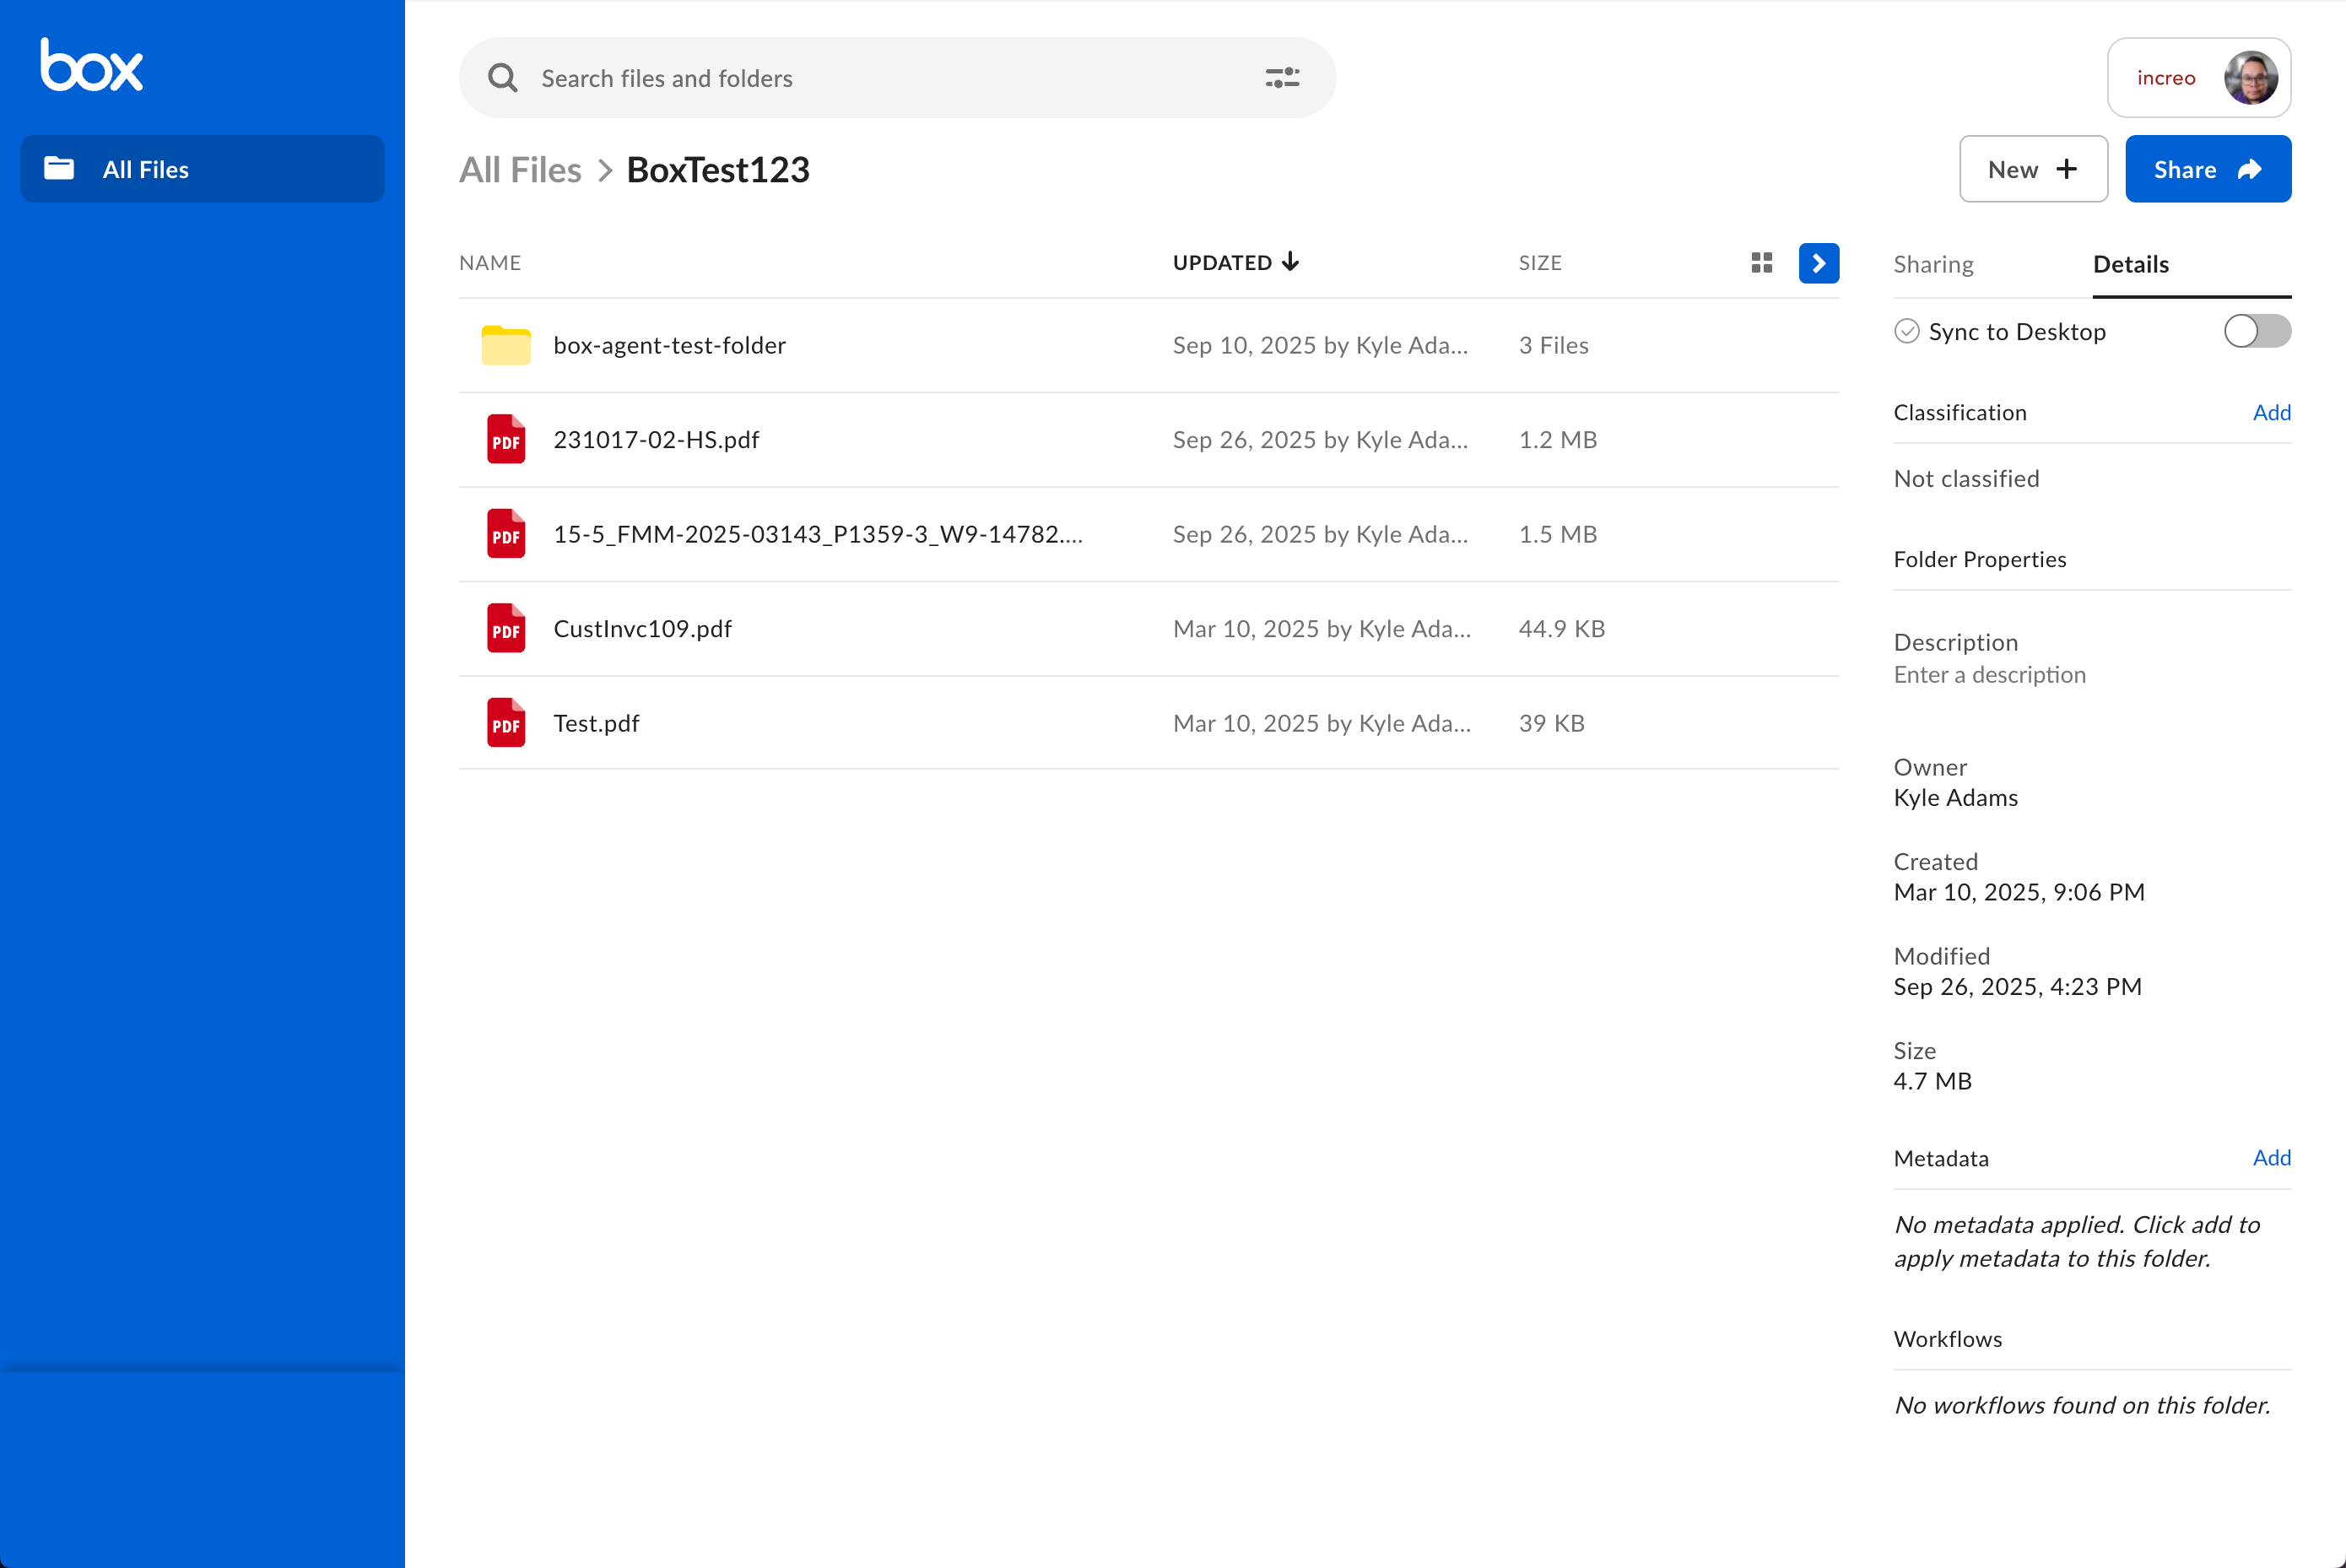 box
Search files and folders
increo
All Files
All Files > BoxTest123
New +
Share
NAME
UPDATED
SIZE
Sharing
Details
box-agent-test-folder
Sep 10, 2025 by Kyle Ada...
3 Files
PDF
231017-02-HS.pdf
Sep 26, 2025 by Kyle Ada...
1.2 MB
PDF
15-5_FMM-2025-03143_P1359-3_W9-14782....
Sep 26, 2025 by Kyle Ada...
1.5 MB
PDF
CustInvc109.pdf
Mar 10, 2025 by Kyle Ada...
44.9 KB
PDF
Test.pdf
Mar 10, 2025 by Kyle Ada...
39 KB
Sync to Desktop
Classification
Add
Not classified
Folder Properties
Description
Enter a description
Owner
Kyle Adams
Created
Mar 10, 2025, 9:06 PM
Modified
Sep 26, 2025, 4:23 PM
Size
4.7 MB
Metadata
Add
No metadata applied. Click add to
apply metadata to this folder.
Workflows
No workflows found on this folder.